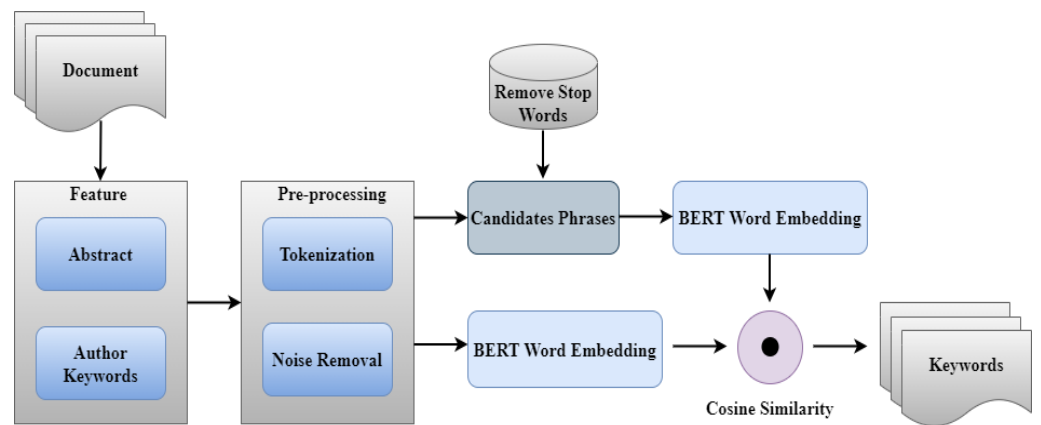 Document
Remove Stop
Words
Feature
Pre-processing
Abstract
Tokenization
Candidates Phrases
BERT Word Embedding
Author
Keywords
Noise Removal
BERT Word Embedding
Keywords
Cosine Similarity